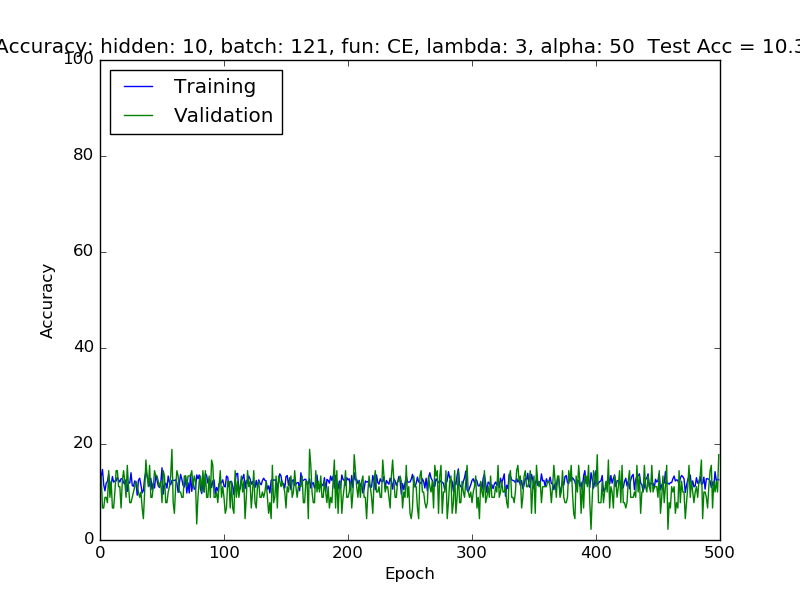 Accuracy: hidden: 10, batch: 121, fun: CE, lambda: 3, alpha: 50 Test Acc = 10.3
100
Training
Validation
80
60
Accuracy
40
20
0
0 100 200 300 400 500
Epoch